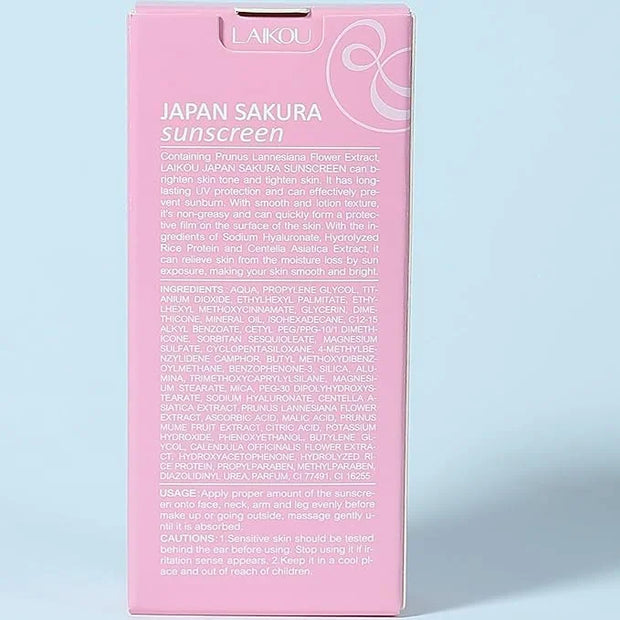 LAIKOU
JAPAN SAKURA
sunscreen
Containing Prunus Lannesiana Flower Extract,
LAIKOU JAPAN SAKURA SUNSCREEN can b-
righten skin tone and tighten skin. It has long-
lasting UV protection and can effectively pre-
vent sunburn. With smooth and lotion texture,
it's non-greasy and can quickly form a protec-
tive film on the surface of the skin. With the in-
gredients of Sodium Hyaluronate, Hydrolyzed
Rice Protein and Centella Asiatica Extract, it
can relieve skin from the moisture loss by sun
exposure, making your skin smooth and bright.
INGREDIENTS: AQUA, PROPYLENE GLYCOL, TIT-
ANIUM DIOXIDE, ETHYLHEXYL PALMITATE, ETHY-
LHEXYL METHOXYCINNAMATE, GLYCERIN, DIME-
THICONE, MINERAL OIL, ISOHEXADECANE, C12-15
ALKYL BENZOATE, CETYL PEG/PPG-10/1 DIMETH-
ICONE, SORBITAN SESQUIOLEATE, MAGNESIUM
SULFATE, CYCLOPENTASILOXANE, 4-METHYLBE-
NZYLIDENE CAMPHOR, BUTYL METHOXYDIBENZ-
OYLMETHANE, BENZOPHENONE-3, SILICA, ALU-
MINA, TRIMETHOXYCAPRYLYLSILANE, MAGNESI-
UM STEARATE, MICA, PEG-30 DIPOLYHYDROXYS-
TEARATE, SODIUM HYALURONATE, CENTELLA A-
SIATICA EXTRACT, PRUNUS LANNESIANA FLOWER
EXTRACT, ASCORBIC ACID, MALIC ACID, PRUNUS
MUME FRUIT EXTRACT, CITRIC ACID, POTASSIUM
HYDROXIDE, PHENOXYETHANOL, BUTYLENE GL-
YCOL, CALENDULA OFFICINALIS FLOWER EXTRA-
CT, HYDROXYACETOPHENONE, HYDROLYZED RI-
CE PROTEIN, PROPYLPARABEN, METHYLPARABEN,
DIAZOLIDINYL UREA, PARFUM, CI 77491, CI 16255
USAGE: Apply proper amount of the sunscre-
en onto face, neck, arm and leg evenly before
make up or going outside, massage gently u-
ntil it is absorbed.
CAUTIONS: 1.Sensitive skin should be tested
behind the ear before using. Stop using it if ir-
ritation sense appears. 2.Keep it in a cool pl-
ace and out of reach of children.